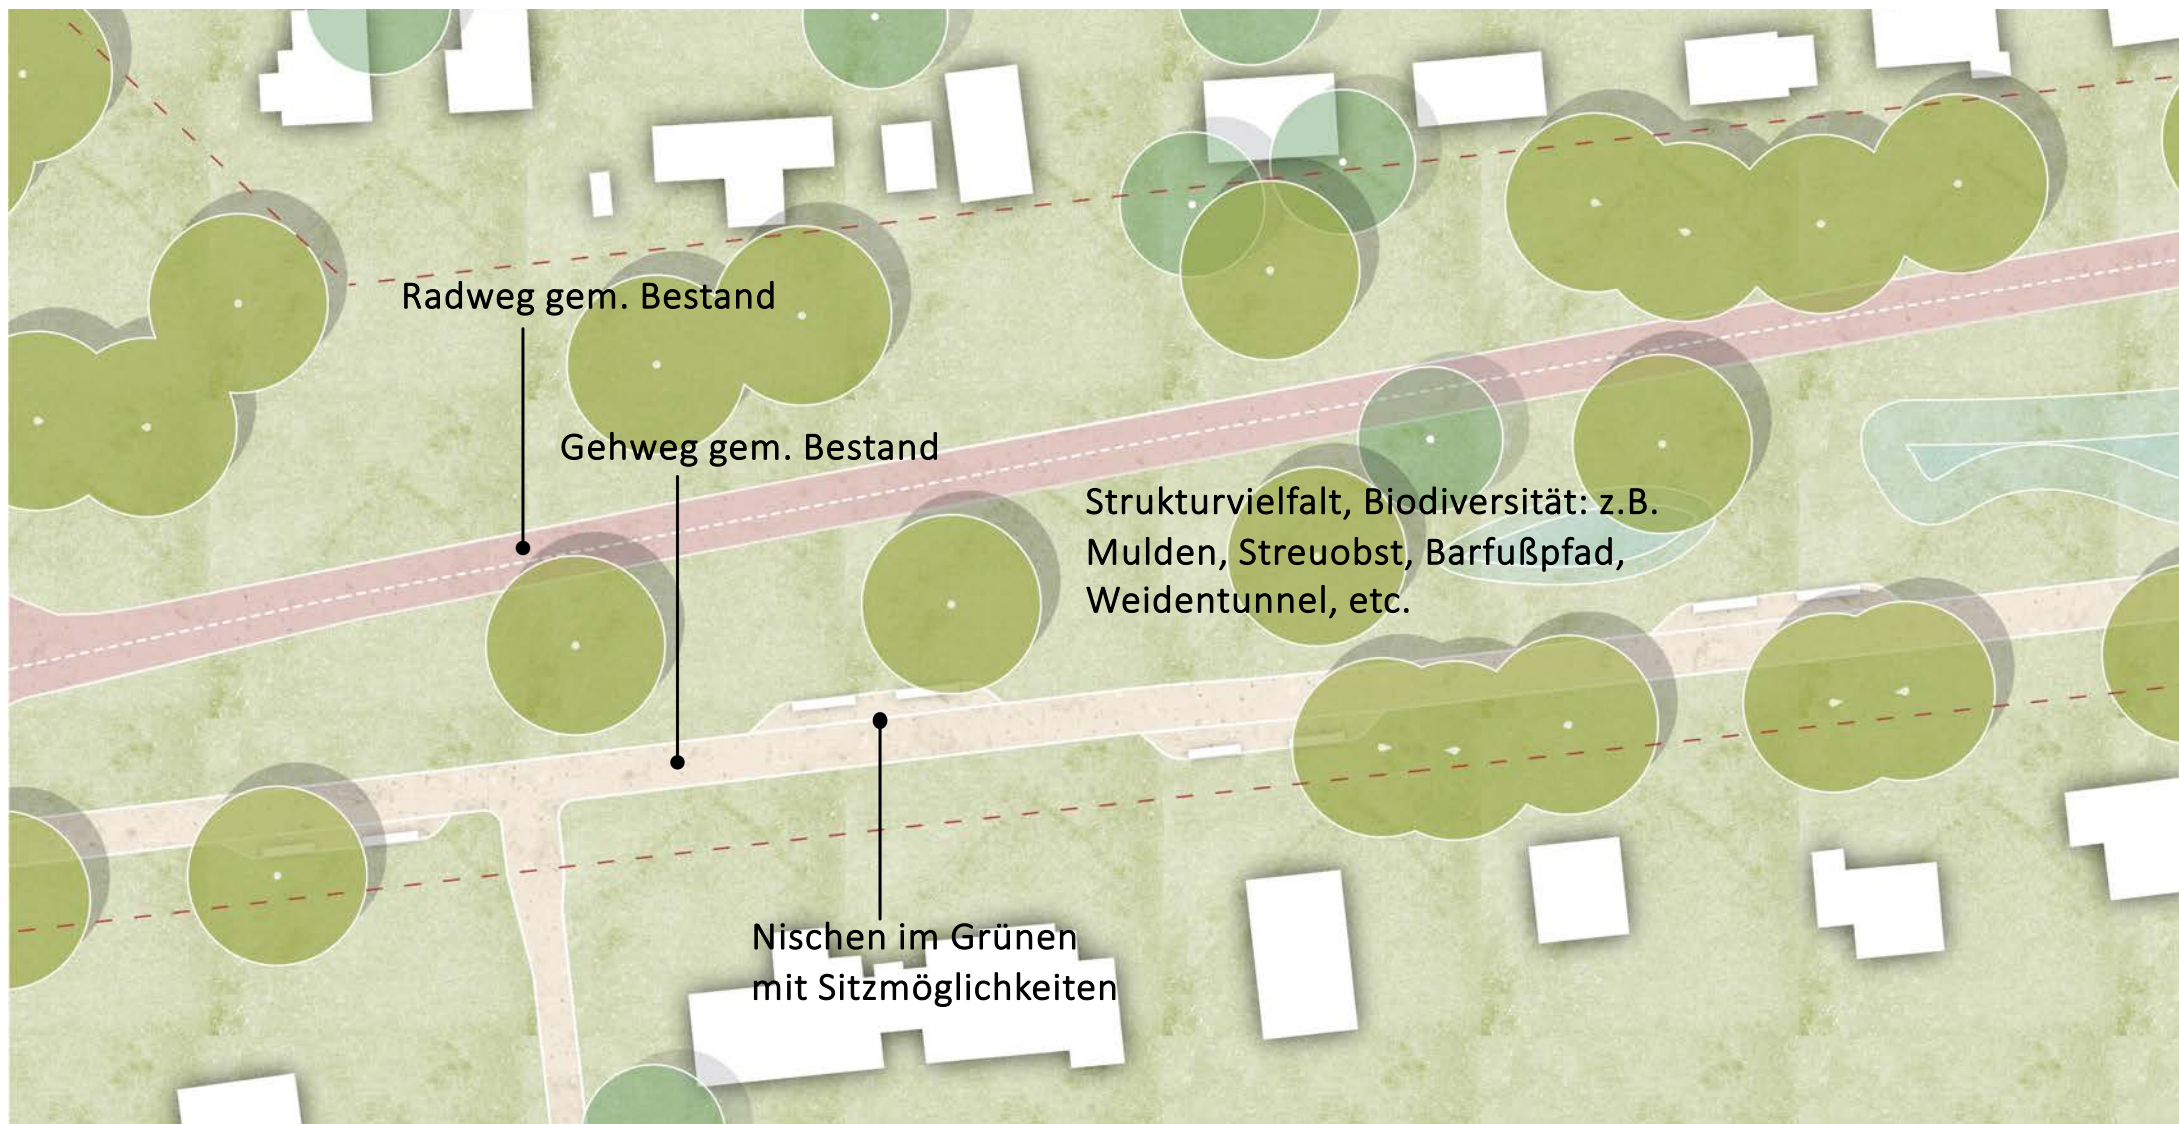 Radweg gem. Bestand
Gehweg gem. Bestand
Strukturvielfalt, Biodiversität: z.B.
Mulden, Streuobst, Barfußpfad,
Weidentunnel, etc.
Nischen im Grünen
mit Sitzmöglichkeiten